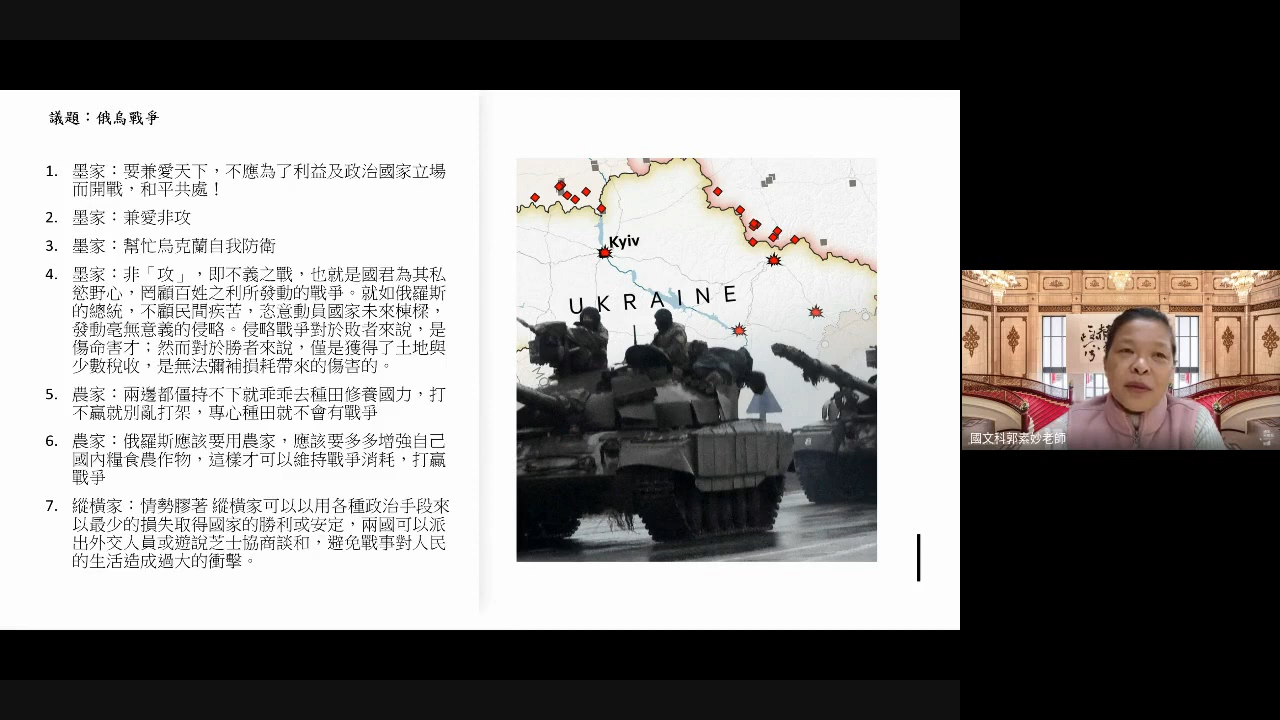 議題：俄烏戰爭
1. 墨家：要兼愛天下，不應為了利益及政治國家立場
而開戰，和平共處！
2. 墨家：兼愛非攻
3. 墨家：幫忙烏克蘭自我防衛
4. 墨家：非「攻」，即不義之戰，也就是國君為其私
慾野心，罔顧百姓之利所發動的戰爭。就如俄羅斯
的總統，不顧民間疾苦，恣意動員國家未來棟樑，
發動毫無意義的侵略。侵略戰爭對於敗者來說，是
傷命害才；然而對於勝者來說，僅是獲得了土地與
少數稅收，是無法彌補損耗帶來的傷害的。
5. 農家：兩邊都僵持不下就乖乖去種田修養國力，打
不贏就別亂打架，專心種田就不會有戰爭
6. 農家：俄羅斯應該要用農家，應該要多多增強自己
國內糧食農作物，這樣才可以維持戰爭消耗，打贏
戰爭
7. 縱橫家：情勢膠著 縱橫家可以以用各種政治手段來
以最少的損失取得國家的勝利或安定，兩國可以派
出外交人員或遊說芝士協商談和，避免戰事對人民
的生活造成過大的衝擊。
Kyiv
UKRAINE
國文科郭素妙老師